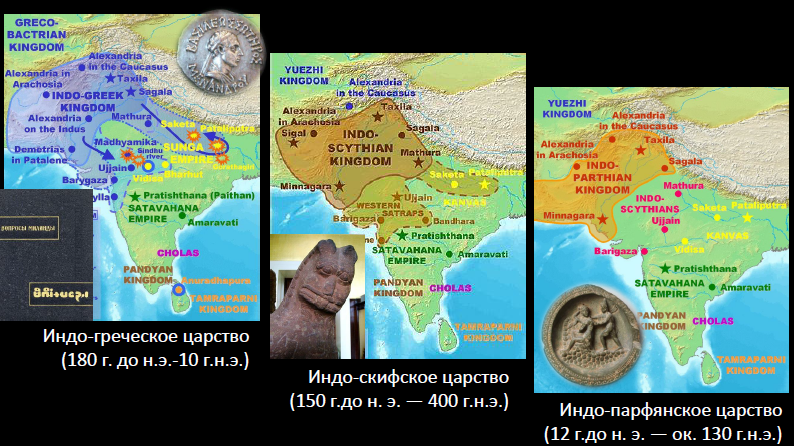 GRECO-
BACTRIAN
KINGDOM
Alexandria
in the Caucasus
Alexandria in
Arachosia
Taxila
Sagala
INDO-GREEK
KINGDOM
Alexandria
on the Indus
Mathura
Saketa
Pataliputra
Madhyamika
SUNGA
EMPIRE
Sindhu
river
Demetrias
in Patalene
Ujjain
Vidisa
Bharhut
Barygaza
Pratishthana (Paithan)
SATAVAHANA
EMPIRE
Amaravati
CHOLAS
PANDYAN
KINGDOM
Anuradhapura
TAMRAPARNI
KINGDOM
ВОПРОСЫ МИЛИНДЫ
Индо-греческое царство
(180 г. до н.э.-10 г.н.э.)
YUEZHI
KINGDOM
Alexandria
in the Caucasus
Alexandria
in Arachosia
Taxila
Sigal
Sagala
INDO-
SCYTHIAN
KINGDOM
Mathura
Minnagara
Saketa
Pataliputra
KANVAS
Ujjain
WESTERN
SATRAPS
Barigaza
Bandhara
Pratishthana
SATAVAHANA
EMPIRE
Amaravati
PANDYAN
KINGDOM
CHOLAS
TAMRAPARNI
KINGDOM
Индо-скифское царство
(150 г.до н. э. — 400 г.н.э.)
YUEZHI
KINGDOM
Alexandria
in the Caucasus
Alexandria
in Arachosia
Taxila
Sagala
INDO-
PARTHIAN
KINGDOM
Mathura
INDO-
SCYTHIANS
Minnagara
Ujjain
Saketa
Pataliputra
KANVAS
Barigaza
Vidisa
Pratishthana
SATAVAHANA
EMPIRE
Amaravati
PANDYAN
KINGDOM
CHOLAS
TAMRAPARNI
KINGDOM
Индо-парфянское царство
(12 г.до н. э. — ок. 130 г.н.э.)